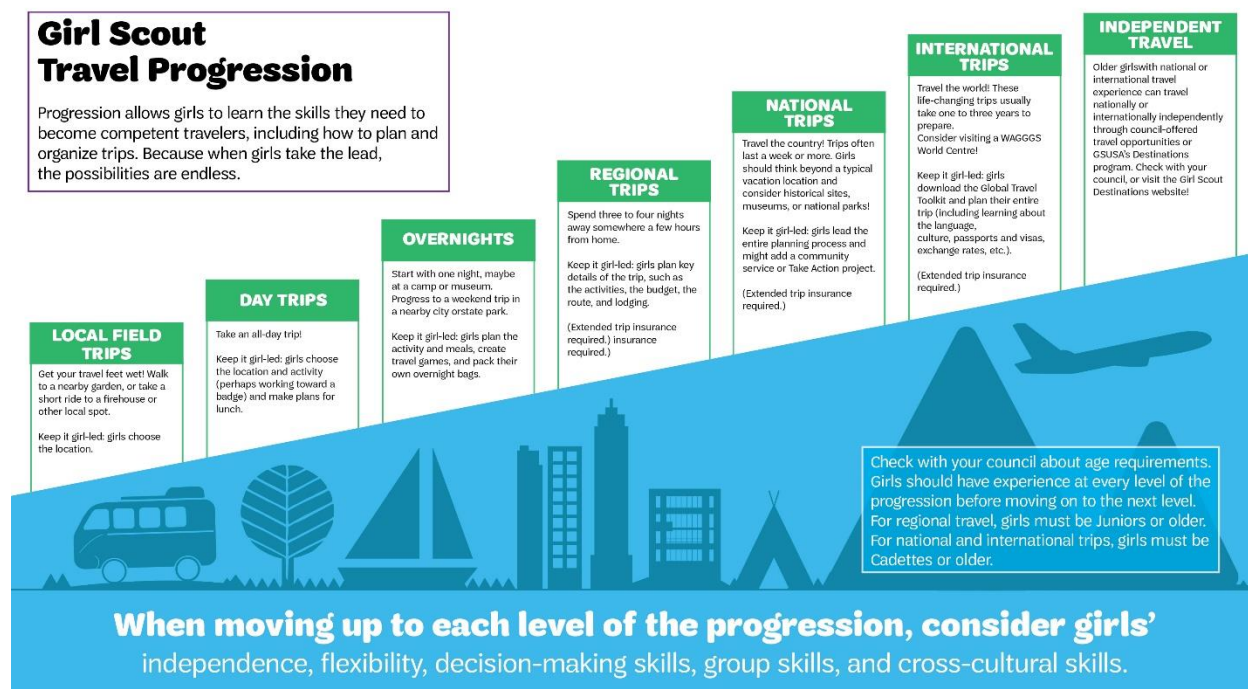 Girl Scout
Travel Progression
Progression allows girls to learn the skills they need to
become competent travelers, including how to plan and
organize trips. Because when girls take the lead,
the possibilities are endless.
LOCAL FIELD
TRIPS
Get your travel feet wet! Walk
to a nearby garden, or take a
short ride to a firehouse or
other local spot.
Keep it girl-led: girls choose
the location.
DAY TRIPS
Take an all-day trip!
Keep it girl-led: girls choose
the location and activity
(perhaps working toward a
badge) and make plans for
lunch.
OVERNIGHTS
Start with one night, maybe
at a camp or museum.
Progress to a weekend trip in
a nearby city orstate park.
Keep it girl-led: girls plan the
activity and meals, create
travel games, and pack their
own overnight bags.
REGIONAL
TRIPS
Spend three to four nights
away somewhere a few hours
from home.
Keep it girl-led: girls plan key
details of the trip, such as
the activities, the budget, the
route, and lodging.
(Extended trip insurance
required.) insurance
required.)
NATIONAL
TRIPS
Travel the country! Trips often
last a week or more. Girls
should think beyond a typical
vacation location and
consider historical sites,
museums, or national parks!
Keep it girl-led: girls lead the
entire planning process and
might add a community
service or Take Action project.
(Extended trip insurance
required.)
INTERNATIONAL
TRIPS
Travel the world! These
life-changing trips usually
take one to three years to
prepare.
Consider visiting a WAGGGS
World Centre!
Keep it girl-led: girls
download the Global Travel
Toolkit and plan their entire
trip (including learning about
the language,
culture, passports and visas,
exchange rates, etc.).
(Extended trip insurance
required.)
INDEPENDENT
TRAVEL
Older girlswith national or
international travel
experience can travel
nationally or
internationally independently
through council-offered
travel opportunities or
GSUSA's Destinations
program. Check with your
council, or visit the Girl Scout
Destinations website!
Check with your council about age requirements.
Girls should have experience at every level of the
progression before moving on to the next level.
For regional travel, girls must be Juniors or older.
For national and international trips, girls must be
Cadettes or older.
When moving up to each level of the progression, consider girls'
independence, flexibility, decision-making skills, group skills, and cross-cultural skills.